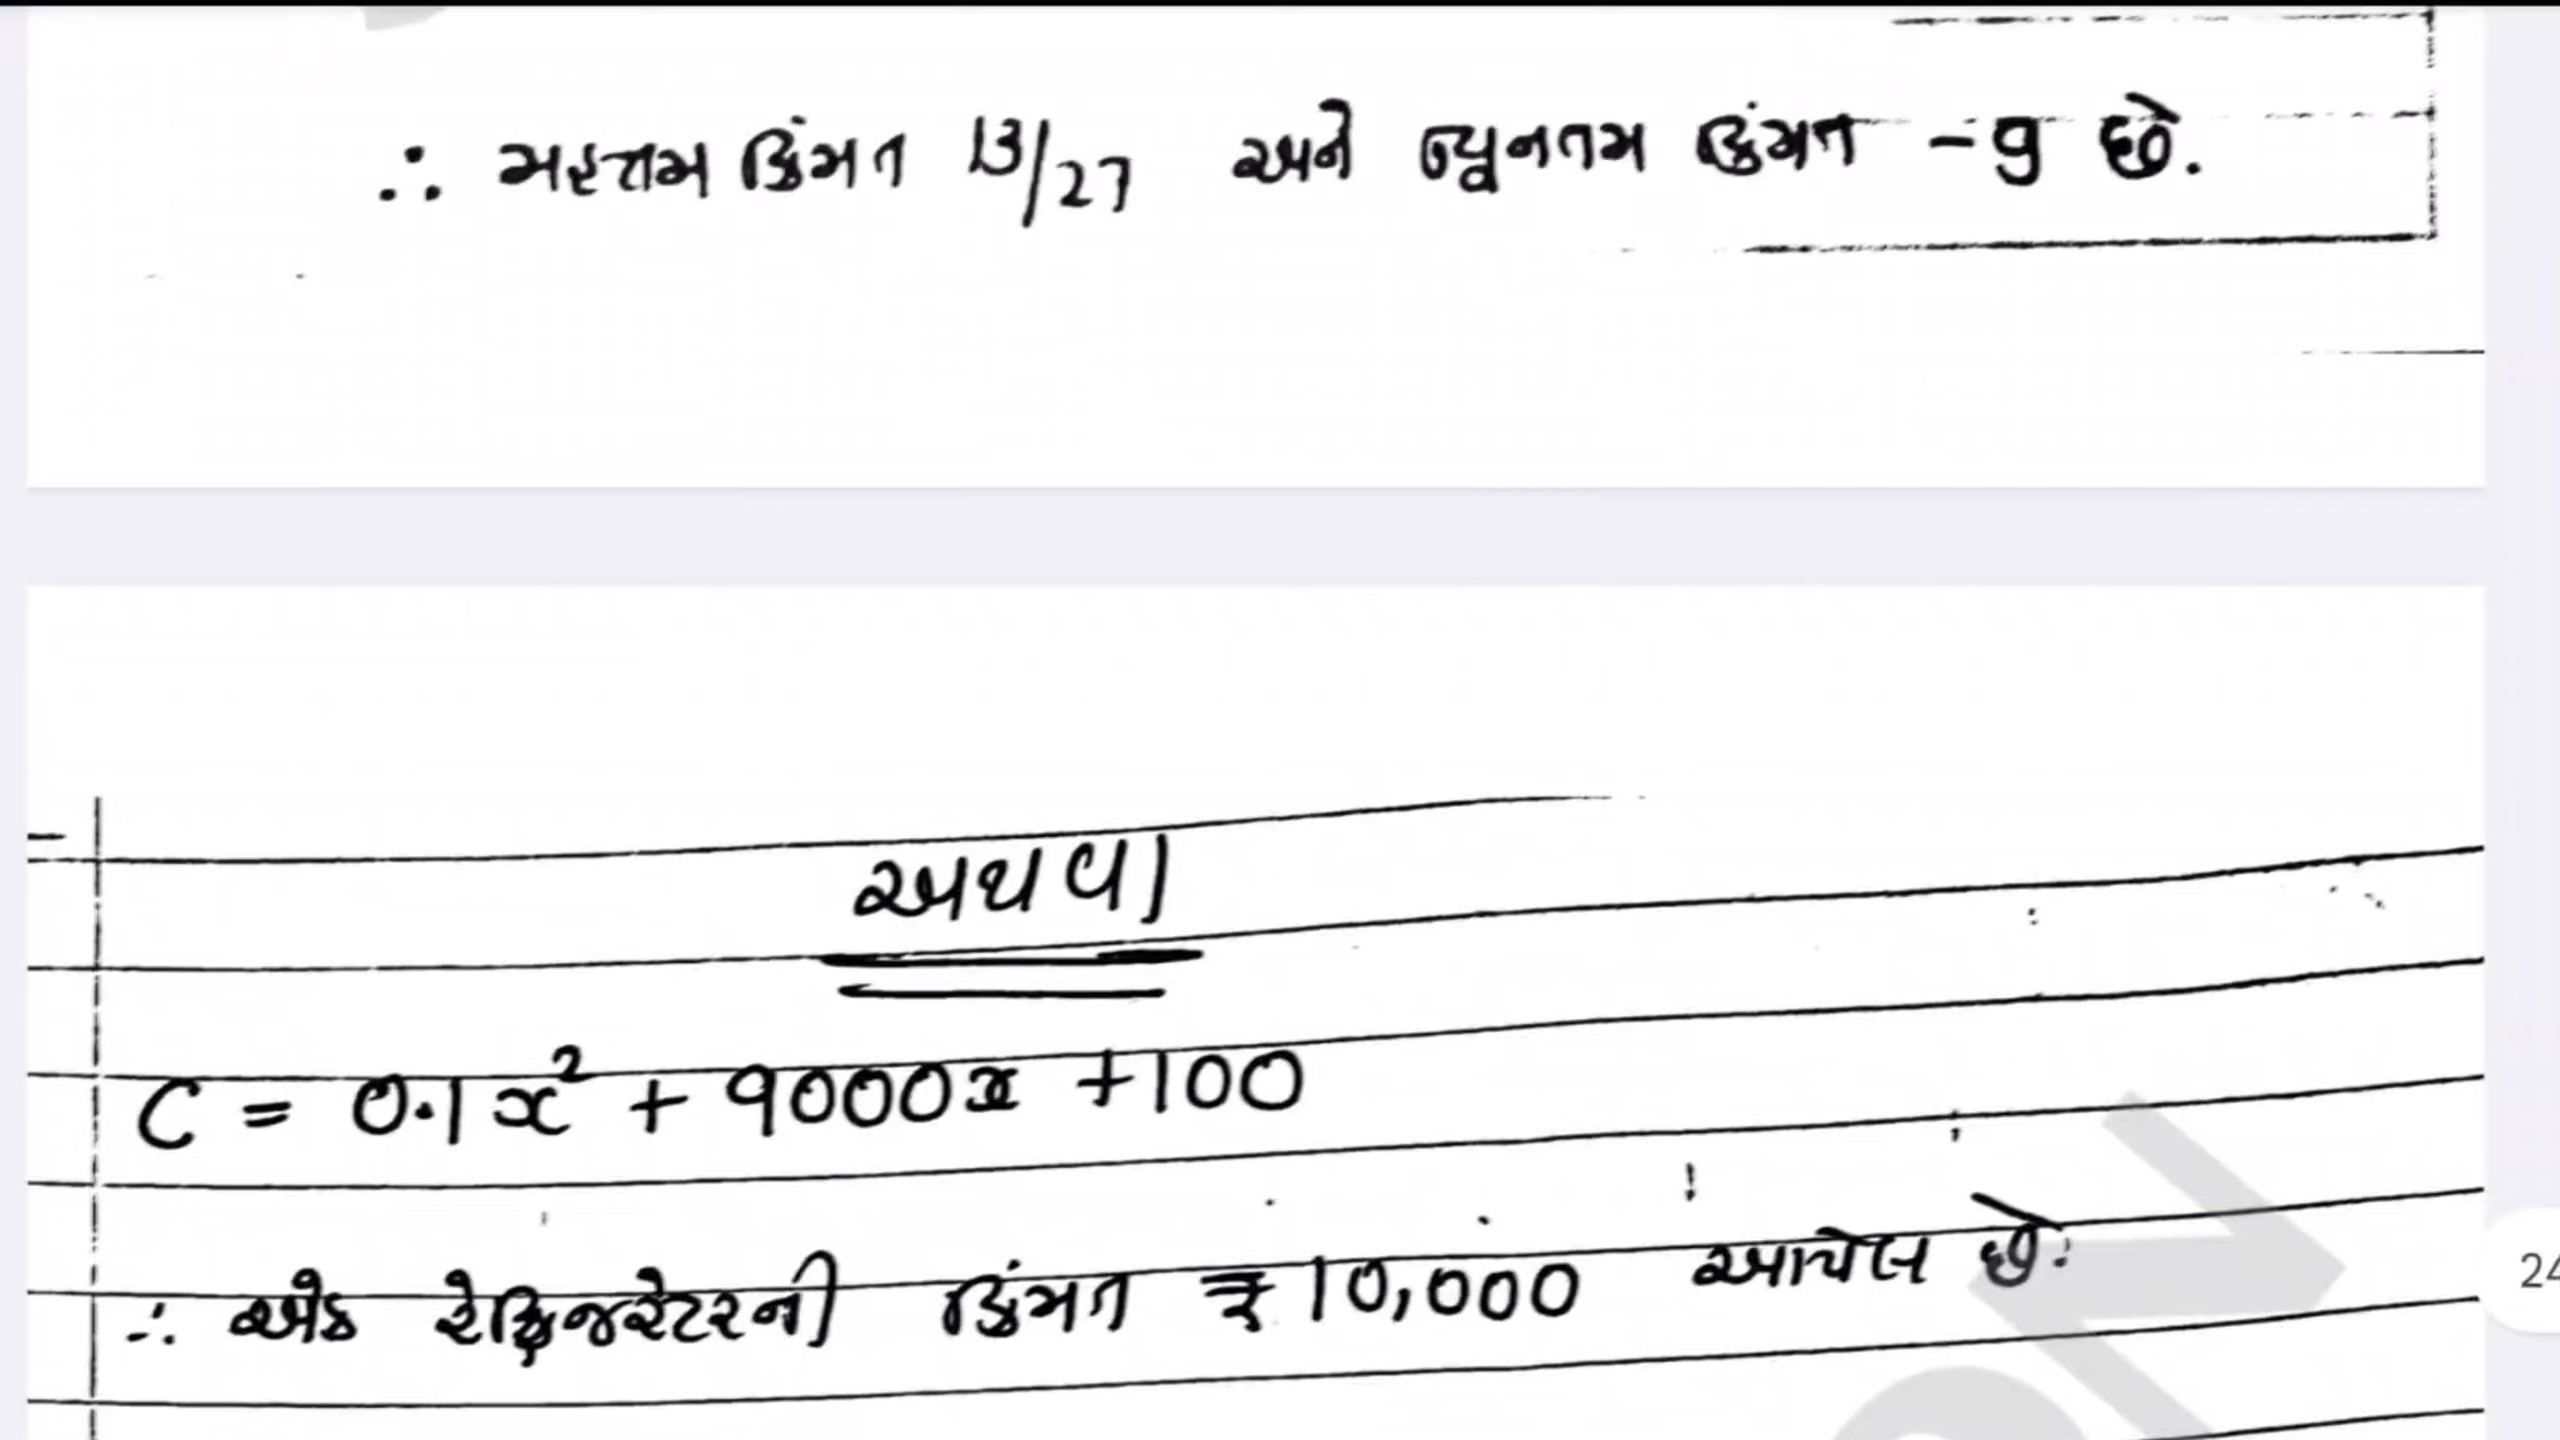 ∴ મહત્તમ કિંમત 13/27 અને ન્યૂનતમ કિંમત -9 છે.
અથવા
C = 0.1x² + 9000x + 100
∴ એક રેફ્રિજરેટરની કિંમત ₹ 10,000 આપેલ છે.
24